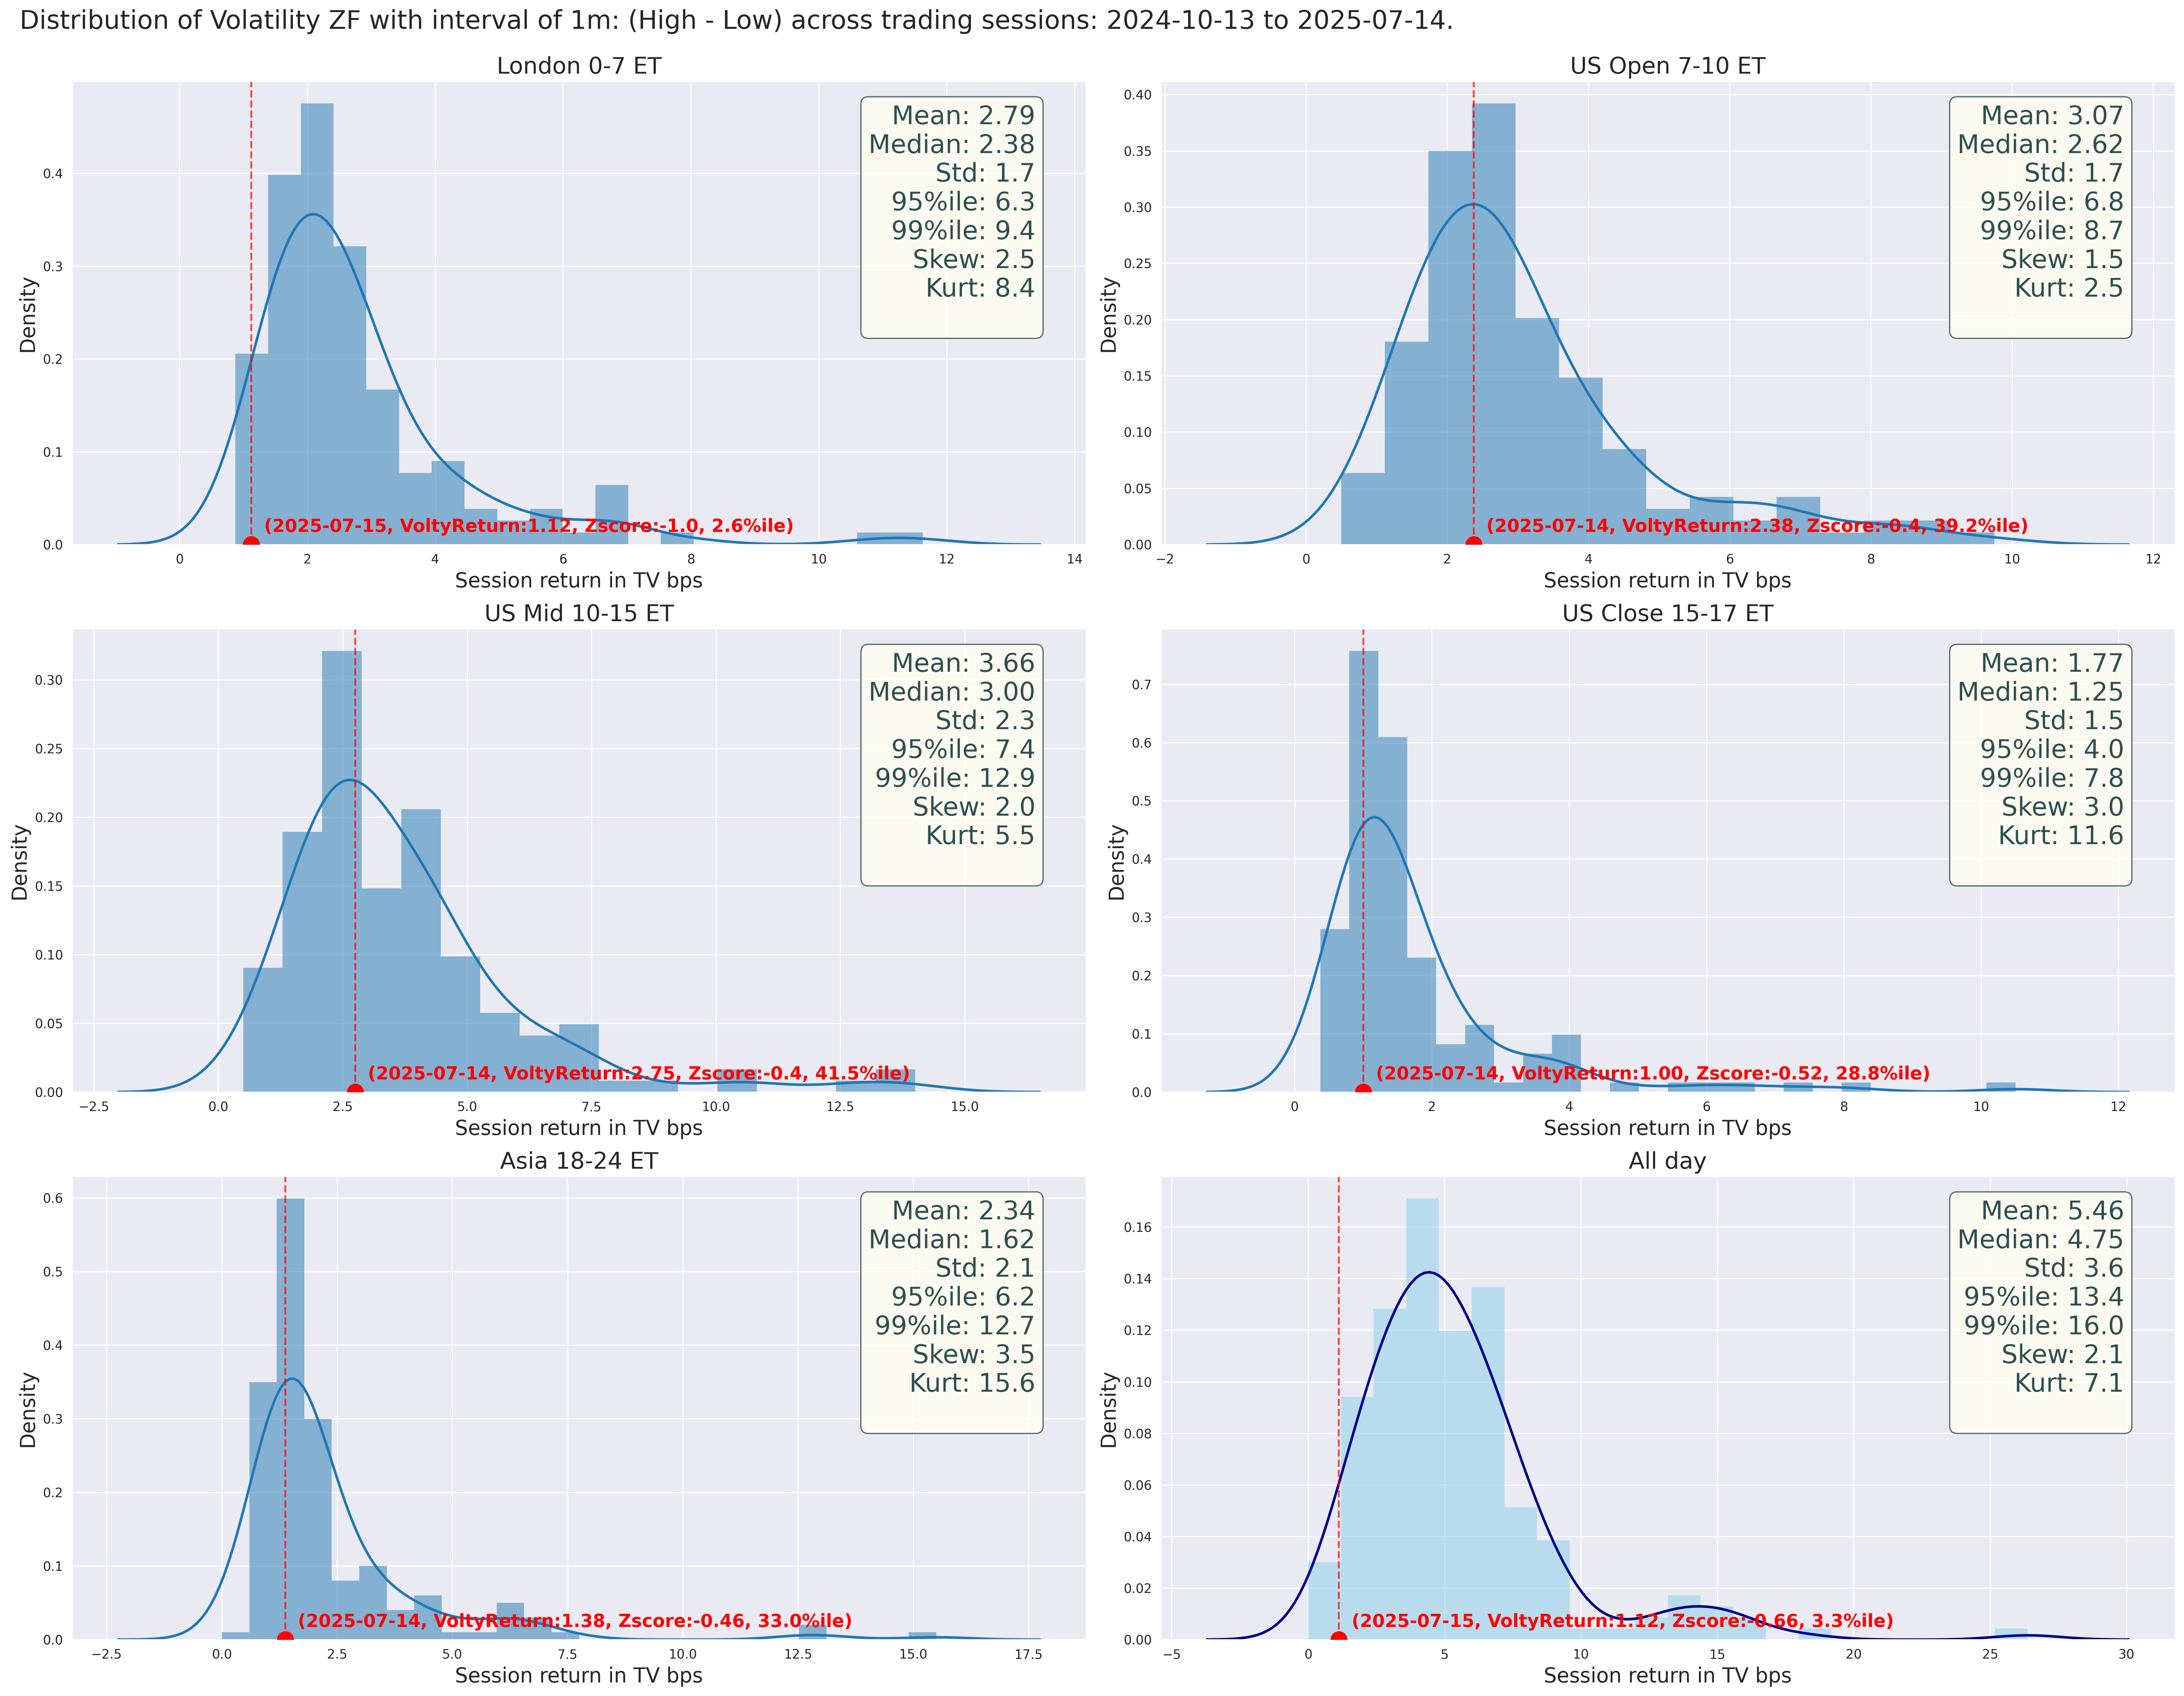 Distribution of Volatility ZF with interval of 1m: (High - Low) across trading sessions: 2024-10-13 to 2025-07-14.
London 0-7 ET
Density
0.4
0.3
0.2
0.1
0.0
Mean: 2.79
Median: 2.38
Std: 1.7
95%ile: 6.3
99%ile: 9.4
Skew: 2.5
Kurt: 8.4
(2025-07-15, VoltyReturn:1.12, Zscore:-1.0, 2.6%ile)
0 2 4 6 8 10 12 14
Session return in TV bps
US Open 7-10 ET
Density
0.40
0.35
0.30
0.25
0.20
0.15
0.10
0.05
0.00
Mean: 3.07
Median: 2.62
Std: 1.7
95%ile: 6.8
99%ile: 8.7
Skew: 1.5
Kurt: 2.5
(2025-07-14, VoltyReturn:2.38, Zscore:-0.4, 39.2%ile)
−2 0 2 4 6 8 10 12
Session return in TV bps
US Mid 10-15 ET
Density
0.30
0.25
0.20
0.15
0.10
0.05
0.00
Mean: 3.66
Median: 3.00
Std: 2.3
95%ile: 7.4
99%ile: 12.9
Skew: 2.0
Kurt: 5.5
(2025-07-14, VoltyReturn:2.75, Zscore:-0.4, 41.5%ile)
−2.5 0.0 2.5 5.0 7.5 10.0 12.5 15.0
Session return in TV bps
US Close 15-17 ET
Density
0.7
0.6
0.5
0.4
0.3
0.2
0.1
0.0
Mean: 1.77
Median: 1.25
Std: 1.5
95%ile: 4.0
99%ile: 7.8
Skew: 3.0
Kurt: 11.6
(2025-07-14, VoltyReturn:1.00, Zscore:-0.52, 28.8%ile)
0 2 4 6 8 10 12
Session return in TV bps
Asia 18-24 ET
Density
0.6
0.5
0.4
0.3
0.2
0.1
0.0
Mean: 2.34
Median: 1.62
Std: 2.1
95%ile: 6.2
99%ile: 12.7
Skew: 3.5
Kurt: 15.6
(2025-07-14, VoltyReturn:1.38, Zscore:-0.46, 33.0%ile)
−2.5 0.0 2.5 5.0 7.5 10.0 12.5 15.0 17.5
Session return in TV bps
All day
Density
0.16
0.14
0.12
0.10
0.08
0.06
0.04
0.02
0.00
Mean: 5.46
Median: 4.75
Std: 3.6
95%ile: 13.4
99%ile: 16.0
Skew: 2.1
Kurt: 7.1
(2025-07-15, VoltyReturn:1.12, Zscore:-0.66, 3.3%ile)
−5 0 5 10 15 20 25 30
Session return in TV bps